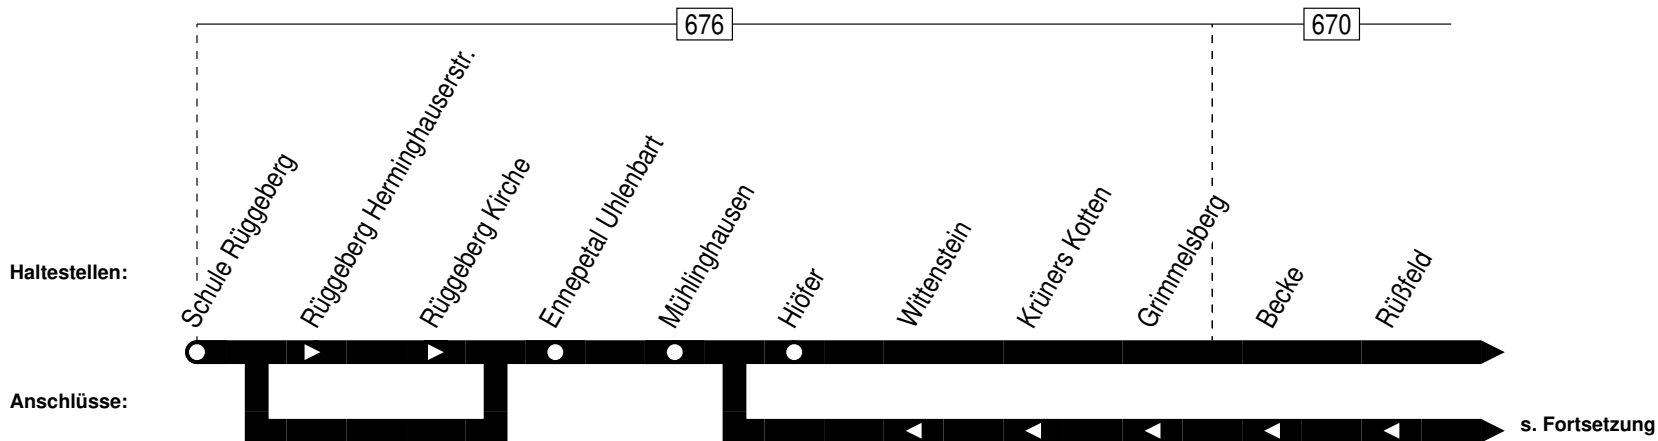 676
670
Haltestellen:
Schule Rüggeberg
Rüggeberg Herminghauserstr.
Rüggeberg Kirche
Ennepetal Uhlenbart
Mühlinghausen
Hiöfer
Wittenstein
Krüners Kotten
Grimmelsberg
Becke
Rüßfeld
Anschlüsse:
s. Fortsetzung